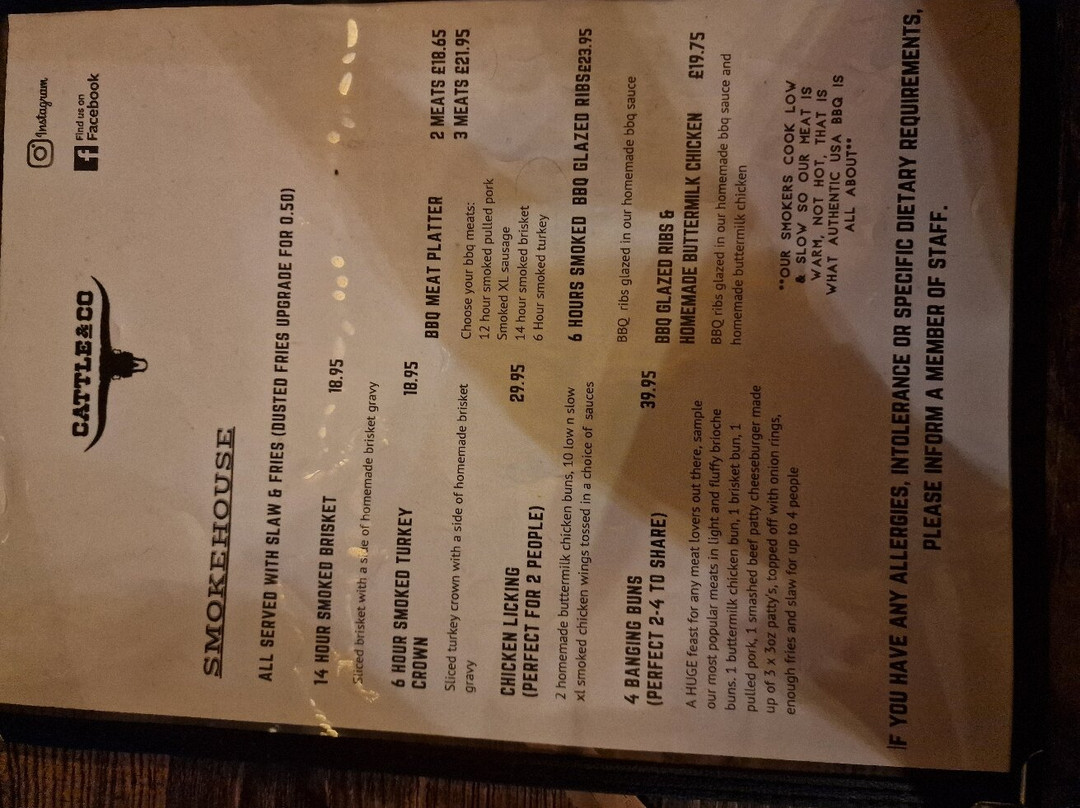 Instagram
Find us on
Facebook
CATTLE&CO
SMOKEHOUSE
ALL SERVED WITH SLAW & FRIES (DUSTED FRIES UPGRADE FOR 0.50)
14 HOUR SMOKED BRISKET 18.95
Sliced brisket with a side of homemade brisket gravy
6 HOUR SMOKED TURKEY 18.95
CROWN
Sliced turkey crown with a side of homemade brisket
gravy
CHICKEN LICKING 29.95
(PERFECT FOR 2 PEOPLE)
2 homemade buttermilk chicken buns, 10 low n slow
xl smoked chicken wings tossed in a choice of sauces
4 BANGING BUNS 39.95
(PERFECT 2-4 TO SHARE)
A HUGE feast for any meat lovers out there, sample
our most popular meats in light and fluffy brioche
buns. 1 buttermilk chicken bun, 1 brisket bun, 1
pulled pork, 1 smashed beef patty cheeseburger made
up of 3 x 3oz patty's, topped off with onion rings,
enough fries and slaw for up to 4 people
BBQ MEAT PLATTER 2 MEATS £18.65
3 MEATS £21.95
Choose your bbq meats:
12 hour smoked pulled pork
Smoked XL sausage
14 hour smoked brisket
6 Hour smoked turkey
6 HOURS SMOKED BBQ GLAZED RIBS £23.95
BBQ ribs glazed in our homemade bbq sauce
BBQ GLAZED RIBS &
HOMEMADE BUTTERMILK CHICKEN £19.75
BBQ ribs glazed in our homemade bbq sauce and
homemade buttermilk chicken
**OUR SMOKERS COOK LOW
& SLOW SO OUR MEAT IS
WARM, NOT HOT, THAT IS
WHAT AUTHENTIC USA BBQ IS
ALL ABOUT**
IF YOU HAVE ANY ALLERGIES, INTOLERANCE OR SPECIFIC DIETARY REQUIREMENTS,
PLEASE INFORM A MEMBER OF STAFF.